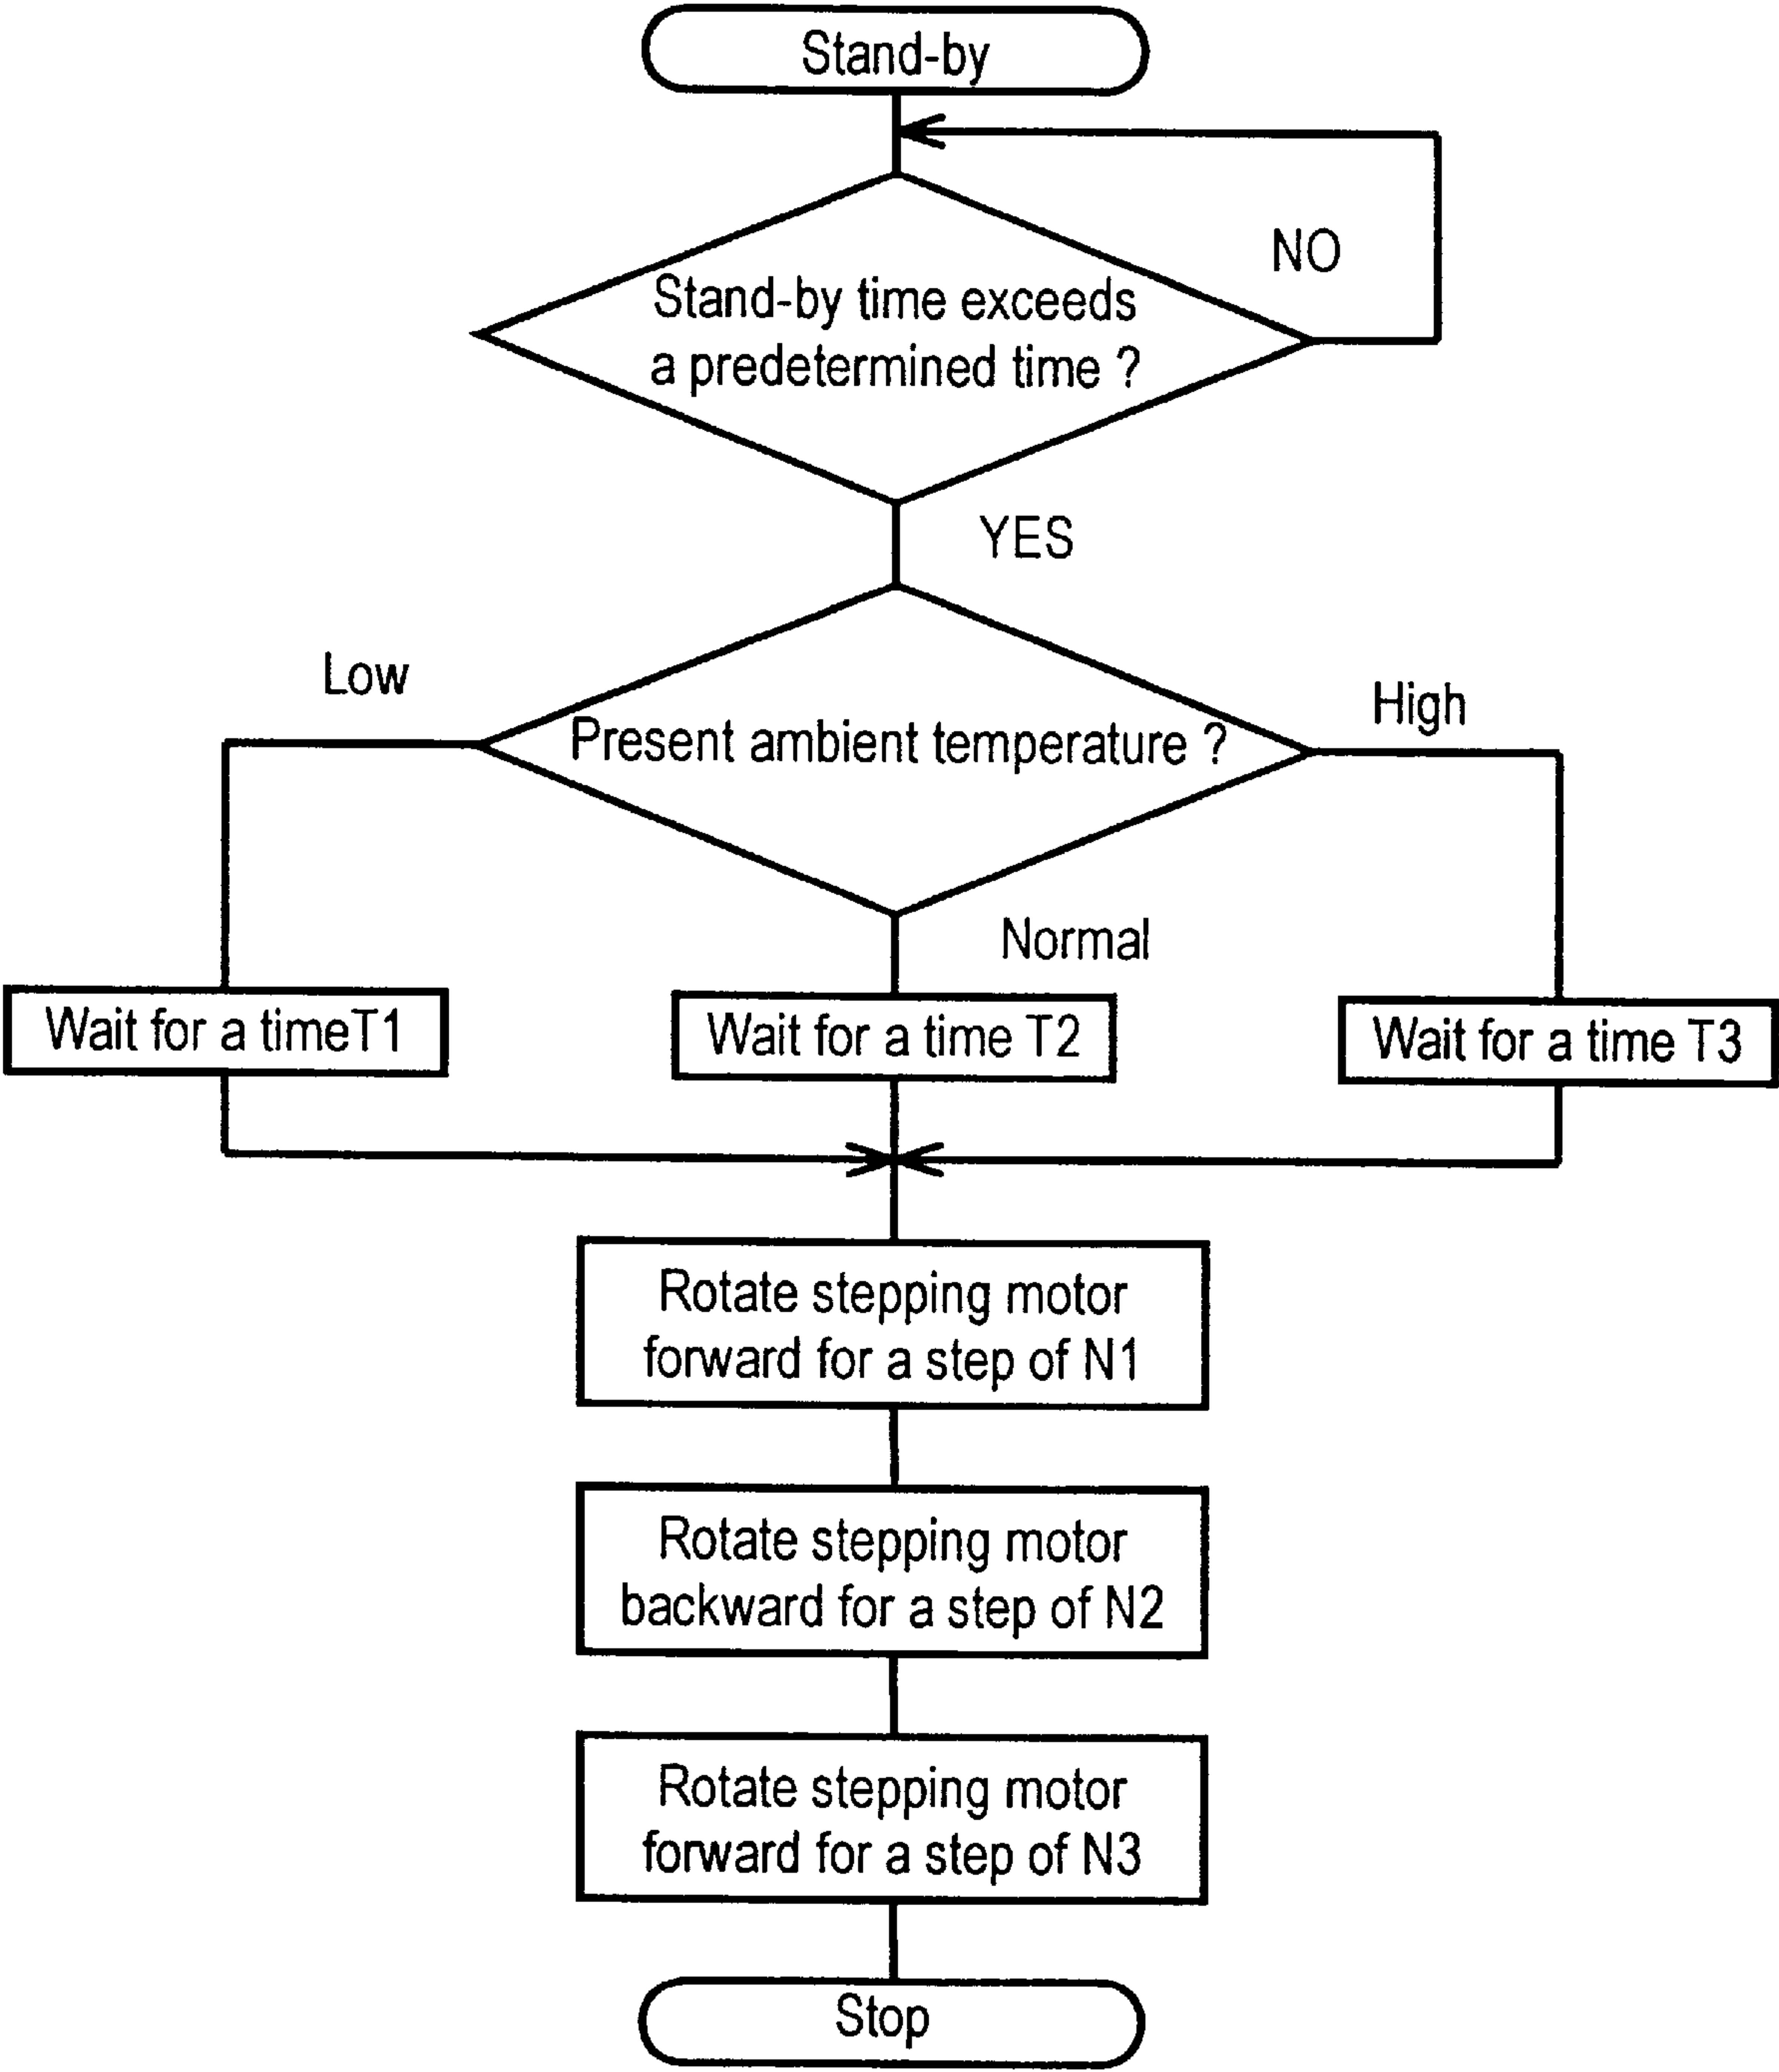 Stand-by
NO
Stand-by time exceeds
a predetermined time ?
YES
Low
High
Present ambient temperature ?
Normal
Wait for a timeT1
Wait for a time T2
Wait for a time T3
Rotate stepping motor
forward for a step of N1
Rotate stepping motor
backward for a step of N2
Rotate stepping motor
forward for a step of N3
Stop